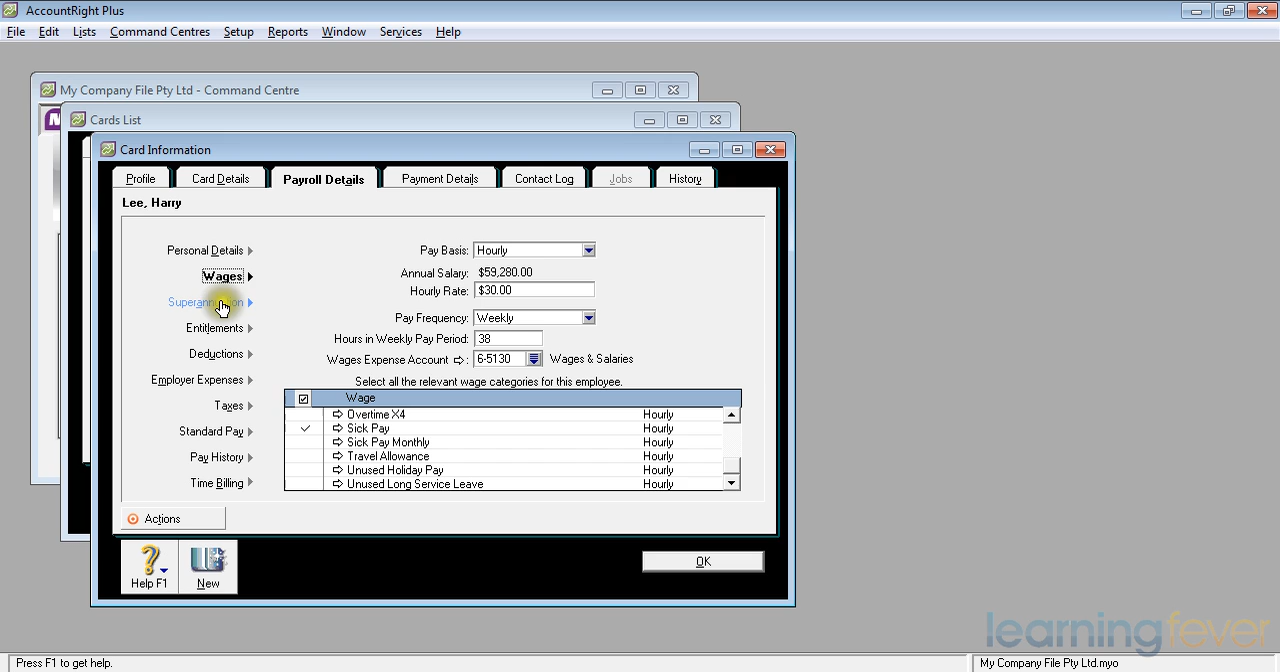 AccountRight Plus
File Edit Lists Command Centres Setup Reports Window Services Help
My Company File Pty Ltd - Command Centre
Cards List
Card Information
Profile Card Details Payroll Details Payment Details Contact Log Jobs History
Lee, Harry
Personal Details
Wages
Entitlements
Deductions
Employer Expenses
Taxes
Standard Pay
Pay History
Time Billing
Pay Basis: Hourly
Annual Salary: $59,280.00
Hourly Rate: $30.00
Pay Frequency: Weekly
Hours in Weekly Pay Period: 38
Wages Expense Account : 6-5130 Wages & Salaries
Select all the relevant wage categories for this employee.
Wage
Overtime X4 Hourly
Sick Pay Hourly
Sick Pay Monthly Hourly
Travel Allowance Hourly
Unused Holiday Pay Hourly
Unused Long Service Leave Hourly
Actions
Help F1 New
OK
learningfever
Press F1 to get help. My Company File Pty Ltd.myo